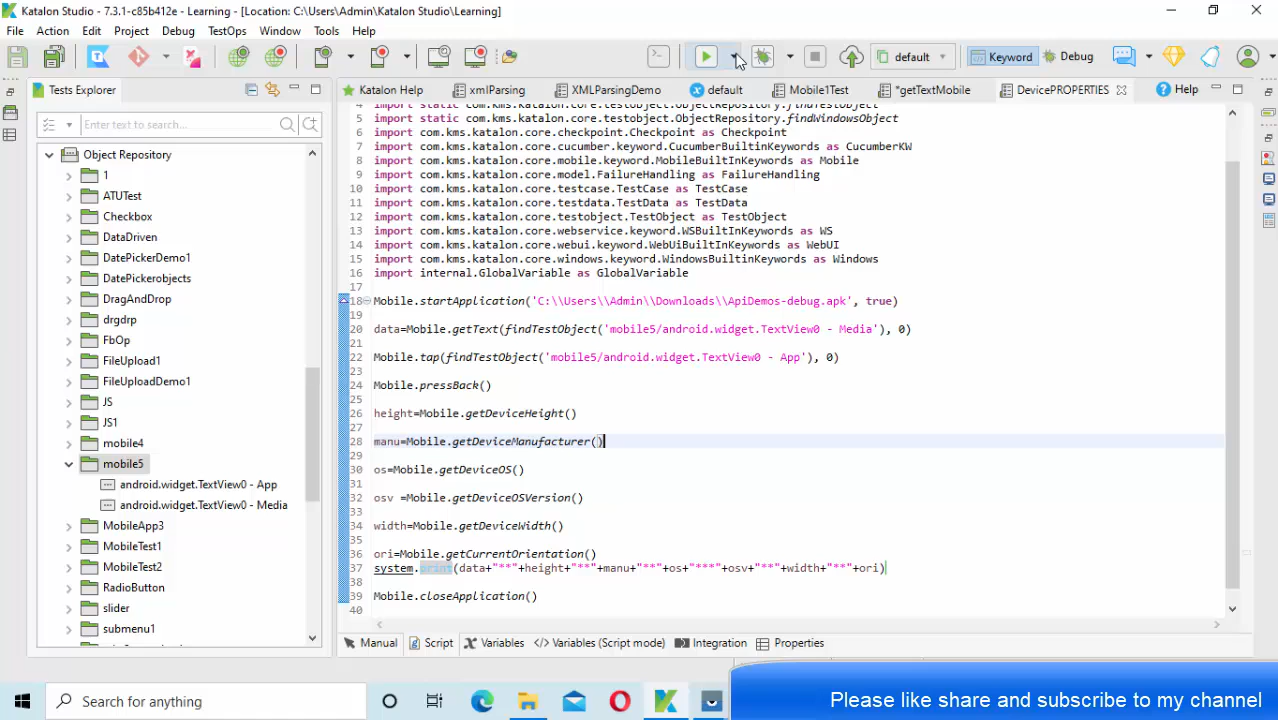 Katalon Studio - 7.3.1-c85b412e - Learning - [Location: C:\Users\Admin\Katalon Studio\Learning]
File Action Edit Project Debug TestOps Window Tools Help
default Keyword Debug
Tests Explorer
Katalon Help xmlParsing XMLParsingDemo default Mobile1Test *getTextMobile DevicePROPERTIES Help
Enter text to search...
Object Repository
1
ATUTest
Checkbox
DataDriven
DatePickerDemo1
DatePickerobjects
DragAndDrop
drgdrp
FbOp
FileUpload1
FileUploadDemo1
JS
JS1
mobile4
mobile5
android.widget.TextView0 - App
android.widget.TextView0 - Media
MobileApp3
MobileTest1
MobileTest2
RadioButton
slider
submenu1
4 import static com.kms.katalon.core.testobject.ObjectRepository.findTestObject
5 import static com.kms.katalon.core.testobject.ObjectRepository.findWindowsObject
6 import com.kms.katalon.core.checkpoint.Checkpoint as Checkpoint
7 import com.kms.katalon.core.cucumber.keyword.CucumberBuiltinKeywords as CucumberKW
8 import com.kms.katalon.core.mobile.keyword.MobileBuiltInKeywords as Mobile
9 import com.kms.katalon.core.model.FailureHandling as FailureHandling
10 import com.kms.katalon.core.testcase.TestCase as TestCase
11 import com.kms.katalon.core.testdata.TestData as TestData
12 import com.kms.katalon.core.testobject.TestObject as TestObject
13 import com.kms.katalon.core.webservice.keyword.WSBuiltInKeywords as WS
14 import com.kms.katalon.core.webui.keyword.WebUiBuiltInKeywords as WebUI
15 import com.kms.katalon.core.windows.keyword.WindowsBuiltinKeywords as Windows
16 import internal.GlobalVariable as GlobalVariable
17
18 Mobile.startApplication('C:\\Users\\Admin\\Downloads\\ApiDemos-debug.apk', true)
19
20 data=Mobile.getText(findTestObject('mobile5/android.widget.TextView0 - Media'), 0)
21
22 Mobile.tap(findTestObject('mobile5/android.widget.TextView0 - App'), 0)
23
24 Mobile.pressBack()
25
26 height=Mobile.getDeviceHeight()
27
28 manu=Mobile.getDeviceManufacturer()
29
30 os=Mobile.getDeviceOS()
31
32 osv =Mobile.getDeviceOSVersion()
33
34 width=Mobile.getDeviceWidth()
35
36 ori=Mobile.getCurrentOrientation()
37 system.print(data+"**"+height+"**"+manu+"**"+os+"***"+osv+"**"+width+"**"+ori)
38
39 Mobile.closeApplication()
40
Manual Script Variables Variables (Script mode) Integration Properties
Search for anything
Please like share and subscribe to my channel